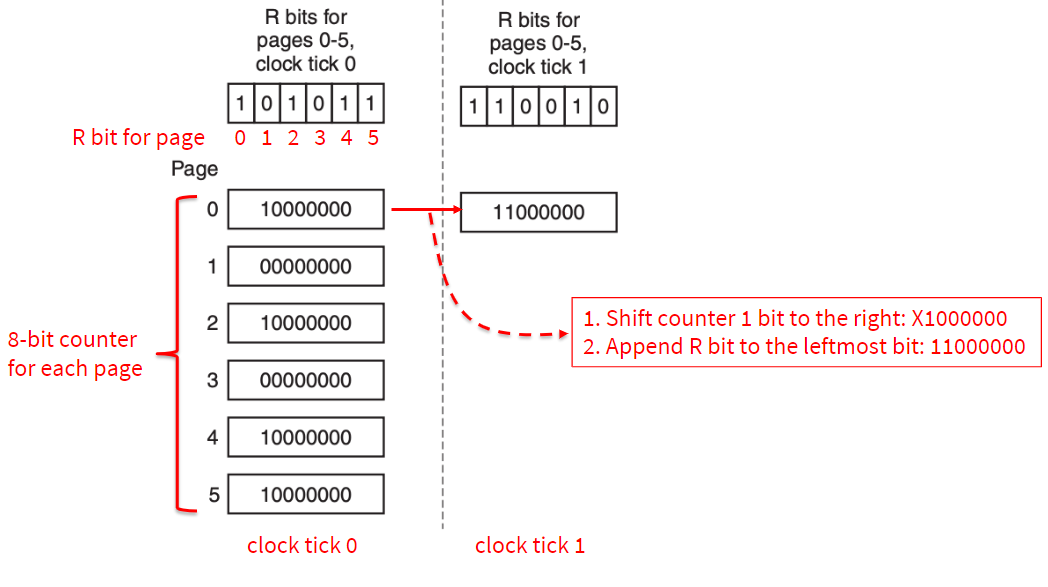 R bits for
pages 0-5,
clock tick 0
R bits for
pages 0-5,
clock tick 1
1 0 1 0 1 1
1 1 0 0 1 0
R bit for page 0 1 2 3 4 5
Page
0 10000000
11000000
1 00000000
2 10000000
1. Shift counter 1 bit to the right: X1000000
2. Append R bit to the leftmost bit: 11000000
8-bit counter
for each page
3 00000000
4 10000000
5 10000000
clock tick 0
clock tick 1